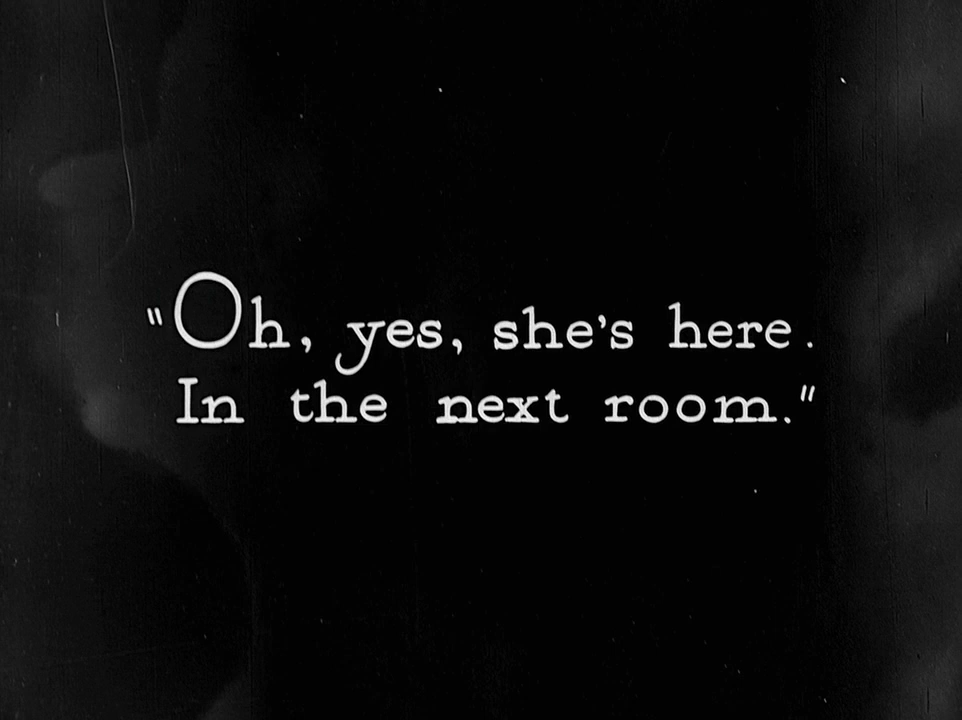 "Oh, yes, she's here.
In the next room."